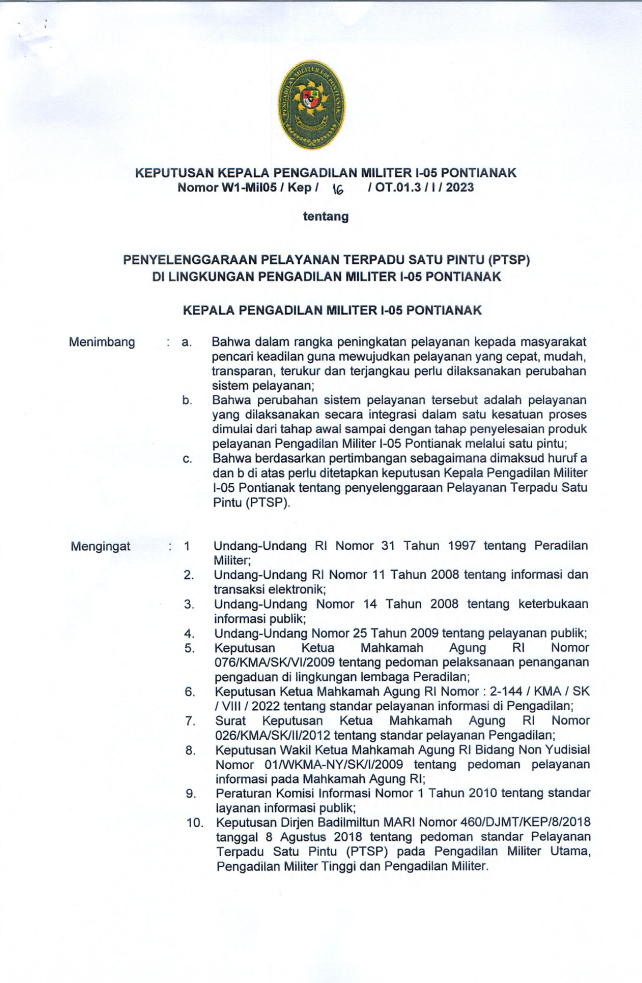 PENGADILAN MILITER I-05 PONTIANAK
KEPUTUSAN KEPALA PENGADILAN MILITER I-05 PONTIANAK
Nomor W1-Mil05 / Kep / 16 / OT.01.3 / I / 2023
tentang
PENYELENGGARAAN PELAYANAN TERPADU SATU PINTU (PTSP)
DI LINGKUNGAN PENGADILAN MILITER I-05 PONTIANAK
KEPALA PENGADILAN MILITER I-05 PONTIANAK
Menimbang : a. Bahwa dalam rangka peningkatan pelayanan kepada masyarakat
pencari keadilan guna mewujudkan pelayanan yang cepat, mudah,
transparan, terukur dan terjangkau perlu dilaksanakan perubahan
sistem pelayanan;
b. Bahwa perubahan sistem pelayanan tersebut adalah pelayanan
yang dilaksanakan secara integrasi dalam satu kesatuan proses
dimulai dari tahap awal sampai dengan tahap penyelesaian produk
pelayanan Pengadilan Militer I-05 Pontianak melalui satu pintu;
c. Bahwa berdasarkan pertimbangan sebagaimana dimaksud huruf a
dan b di atas perlu ditetapkan keputusan Kepala Pengadilan Militer
I-05 Pontianak tentang penyelenggaraan Pelayanan Terpadu Satu
Pintu (PTSP).
Mengingat : 1 Undang-Undang RI Nomor 31 Tahun 1997 tentang Peradilan
Militer;
2. Undang-Undang RI Nomor 11 Tahun 2008 tentang informasi dan
transaksi elektronik;
3. Undang-Undang Nomor 14 Tahun 2008 tentang keterbukaan
informasi publik;
4. Undang-Undang Nomor 25 Tahun 2009 tentang pelayanan publik;
5. Keputusan Ketua Mahkamah Agung RI Nomor
076/KMA/SK/VI/2009 tentang pedoman pelaksanaan penanganan
pengaduan di lingkungan lembaga Peradilan;
6. Keputusan Ketua Mahkamah Agung RI Nomor : 2-144 / KMA / SK
/ VIII / 2022 tentang standar pelayanan informasi di Pengadilan;
7. Surat Keputusan Ketua Mahkamah Agung RI Nomor
026/KMA/SK/II/2012 tentang standar pelayanan Pengadilan;
8. Keputusan Wakil Ketua Mahkamah Agung RI Bidang Non Yudisial
Nomor 01/WKMA-NY/SK/I/2009 tentang pedoman pelayanan
informasi pada Mahkamah Agung RI;
9. Peraturan Komisi Informasi Nomor 1 Tahun 2010 tentang standar
layanan informasi publik;
10. Keputusan Dirjen Badilmiltun MARI Nomor 460/DJMT/KEP/8/2018
tanggal 8 Agustus 2018 tentang pedoman standar Pelayanan
Terpadu Satu Pintu (PTSP) pada Pengadilan Militer Utama,
Pengadilan Militer Tinggi dan Pengadilan Militer.